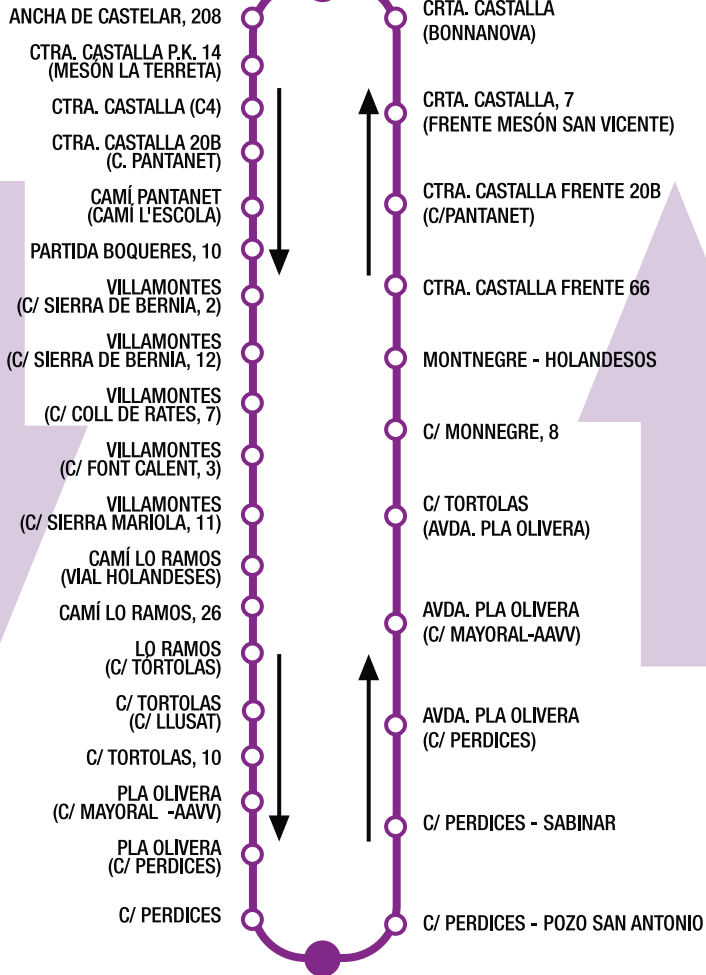 ANCHA DE CASTELAR, 208
CTRA. CASTALLA P.K. 14
(MESÓN LA TERRETA)
CTRA. CASTALLA (C4)
CTRA. CASTALLA 20B
(C. PANTANET)
CAMÍ PANTANET
(CAMÍ L'ESCOLA)
PARTIDA BOQUERES, 10
VILLAMONTES
(C/ SIERRA DE BERNIA, 2)
VILLAMONTES
(C/ SIERRA DE BERNIA, 12)
VILLAMONTES
(C/ COLL DE RATES, 7)
VILLAMONTES
(C/ FONT CALENT, 3)
VILLAMONTES
(C/ SIERRA MARIOLA, 11)
CAMÍ LO RAMOS
(VIAL HOLANDESES)
CAMÍ LO RAMOS, 26
LO RAMOS
(C/ TÓRTOLAS)
C/ TORTOLAS
(C/ LLUSAT)
C/ TORTOLAS, 10
PLA OLIVERA
(C/ MAYORAL -AAVV)
PLA OLIVERA
(C/ PERDICES)
C/ PERDICES
CRTA. CASTALLA
(BONNANOVA)
CRTA. CASTALLA, 7
(FRENTE MESÓN SAN VICENTE)
CTRA. CASTALLA FRENTE 20B
(C/PANTANET)
CTRA. CASTALLA FRENTE 66
MONTNEGRE - HOLANDESOS
C/ MONNEGRE, 8
C/ TORTOLAS
(AVDA. PLA OLIVERA)
AVDA. PLA OLIVERA
(C/ MAYORAL-AAVV)
AVDA. PLA OLIVERA
(C/ PERDICES)
C/ PERDICES - SABINAR
C/ PERDICES - POZO SAN ANTONIO